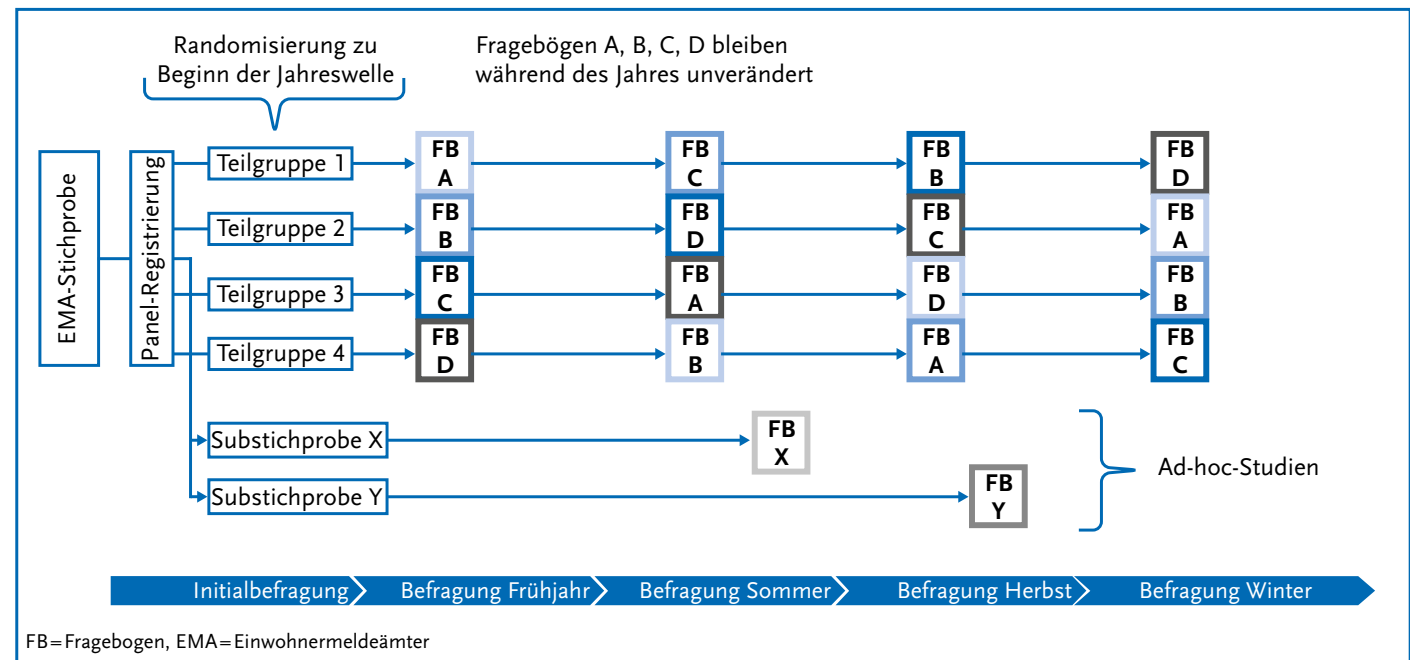 Randomisierung zu
Beginn der Jahreswelle
Fragebögen A, B, C, D bleiben
während des Jahres unverändert
EMA-Stichprobe
Panel-Registrierung
Teilgruppe 1
FB
A
FB
C
FB
B
FB
D
Teilgruppe 2
FB
B
FB
D
FB
C
FB
A
Teilgruppe 3
FB
C
FB
A
FB
D
FB
B
Teilgruppe 4
FB
D
FB
B
FB
A
FB
C
Substichprobe X
FB
X
Substichprobe Y
FB
Y
Ad-hoc-Studien
Initialbefragung
Befragung Frühjahr
Befragung Sommer
Befragung Herbst
Befragung Winter
FB=Fragebogen, EMA=Einwohnermeldeämter